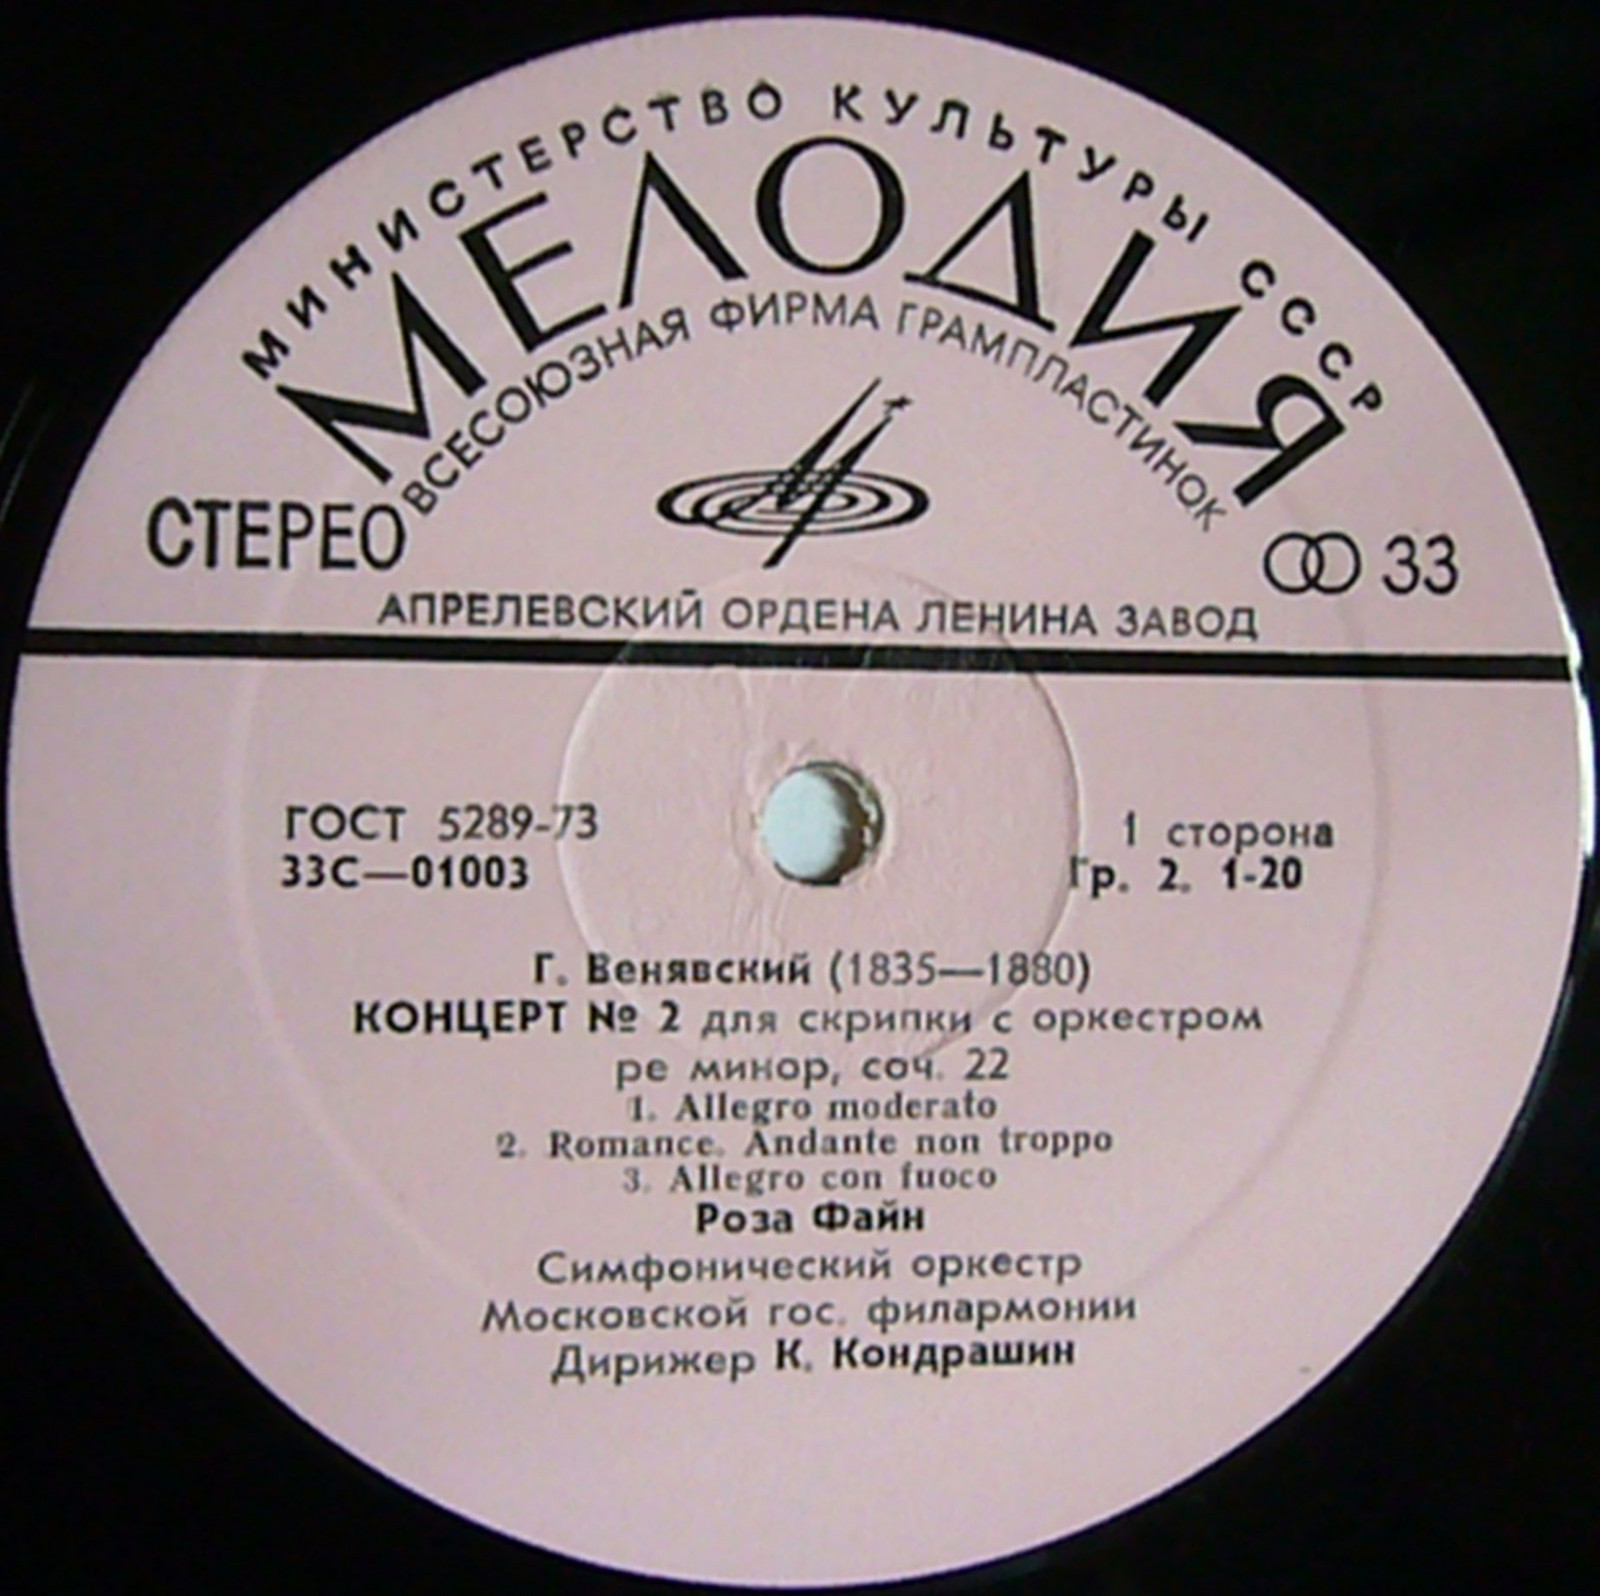 МИНИСТЕРСТВО КУЛЬТУРЫ СССР
МЕЛОДИЯ
ВСЕСОЮЗНАЯ ФИРМА ГРАМПЛАСТИНОК
СТЕРЕО
33
АПРЕЛЕВСКИЙ ОРДЕНА ЛЕНИНА ЗАВОД
ГОСТ 5289-73
33С—01003
1 сторона
Гр. 2. 1-20
Г. Венявский (1835—1880)
КОНЦЕРТ № 2 для скрипки с оркестром
ре минор, соч. 22
1. Allegro moderato
2. Romance. Andante non troppo
3. Allegro con fuoco
Роза Файн
Симфонический оркестр
Московской гос. филармонии
Дирижер К. Кондрашин